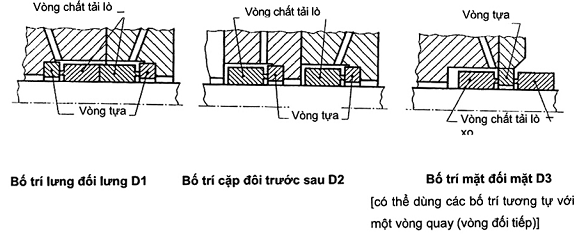 Vòng chất tải lò
Vòng tựa
Vòng chất tải lò
Vòng tựa
Vòng tựa
Vòng chất tải lò
xo
Bố trí lưng đối lưng D1
Bố trí cặp đôi trước sau D2
Bố trí mặt đối mặt D3
[có thể dùng các bố trí tương tự với
một vòng quay (vòng đối tiếp)]